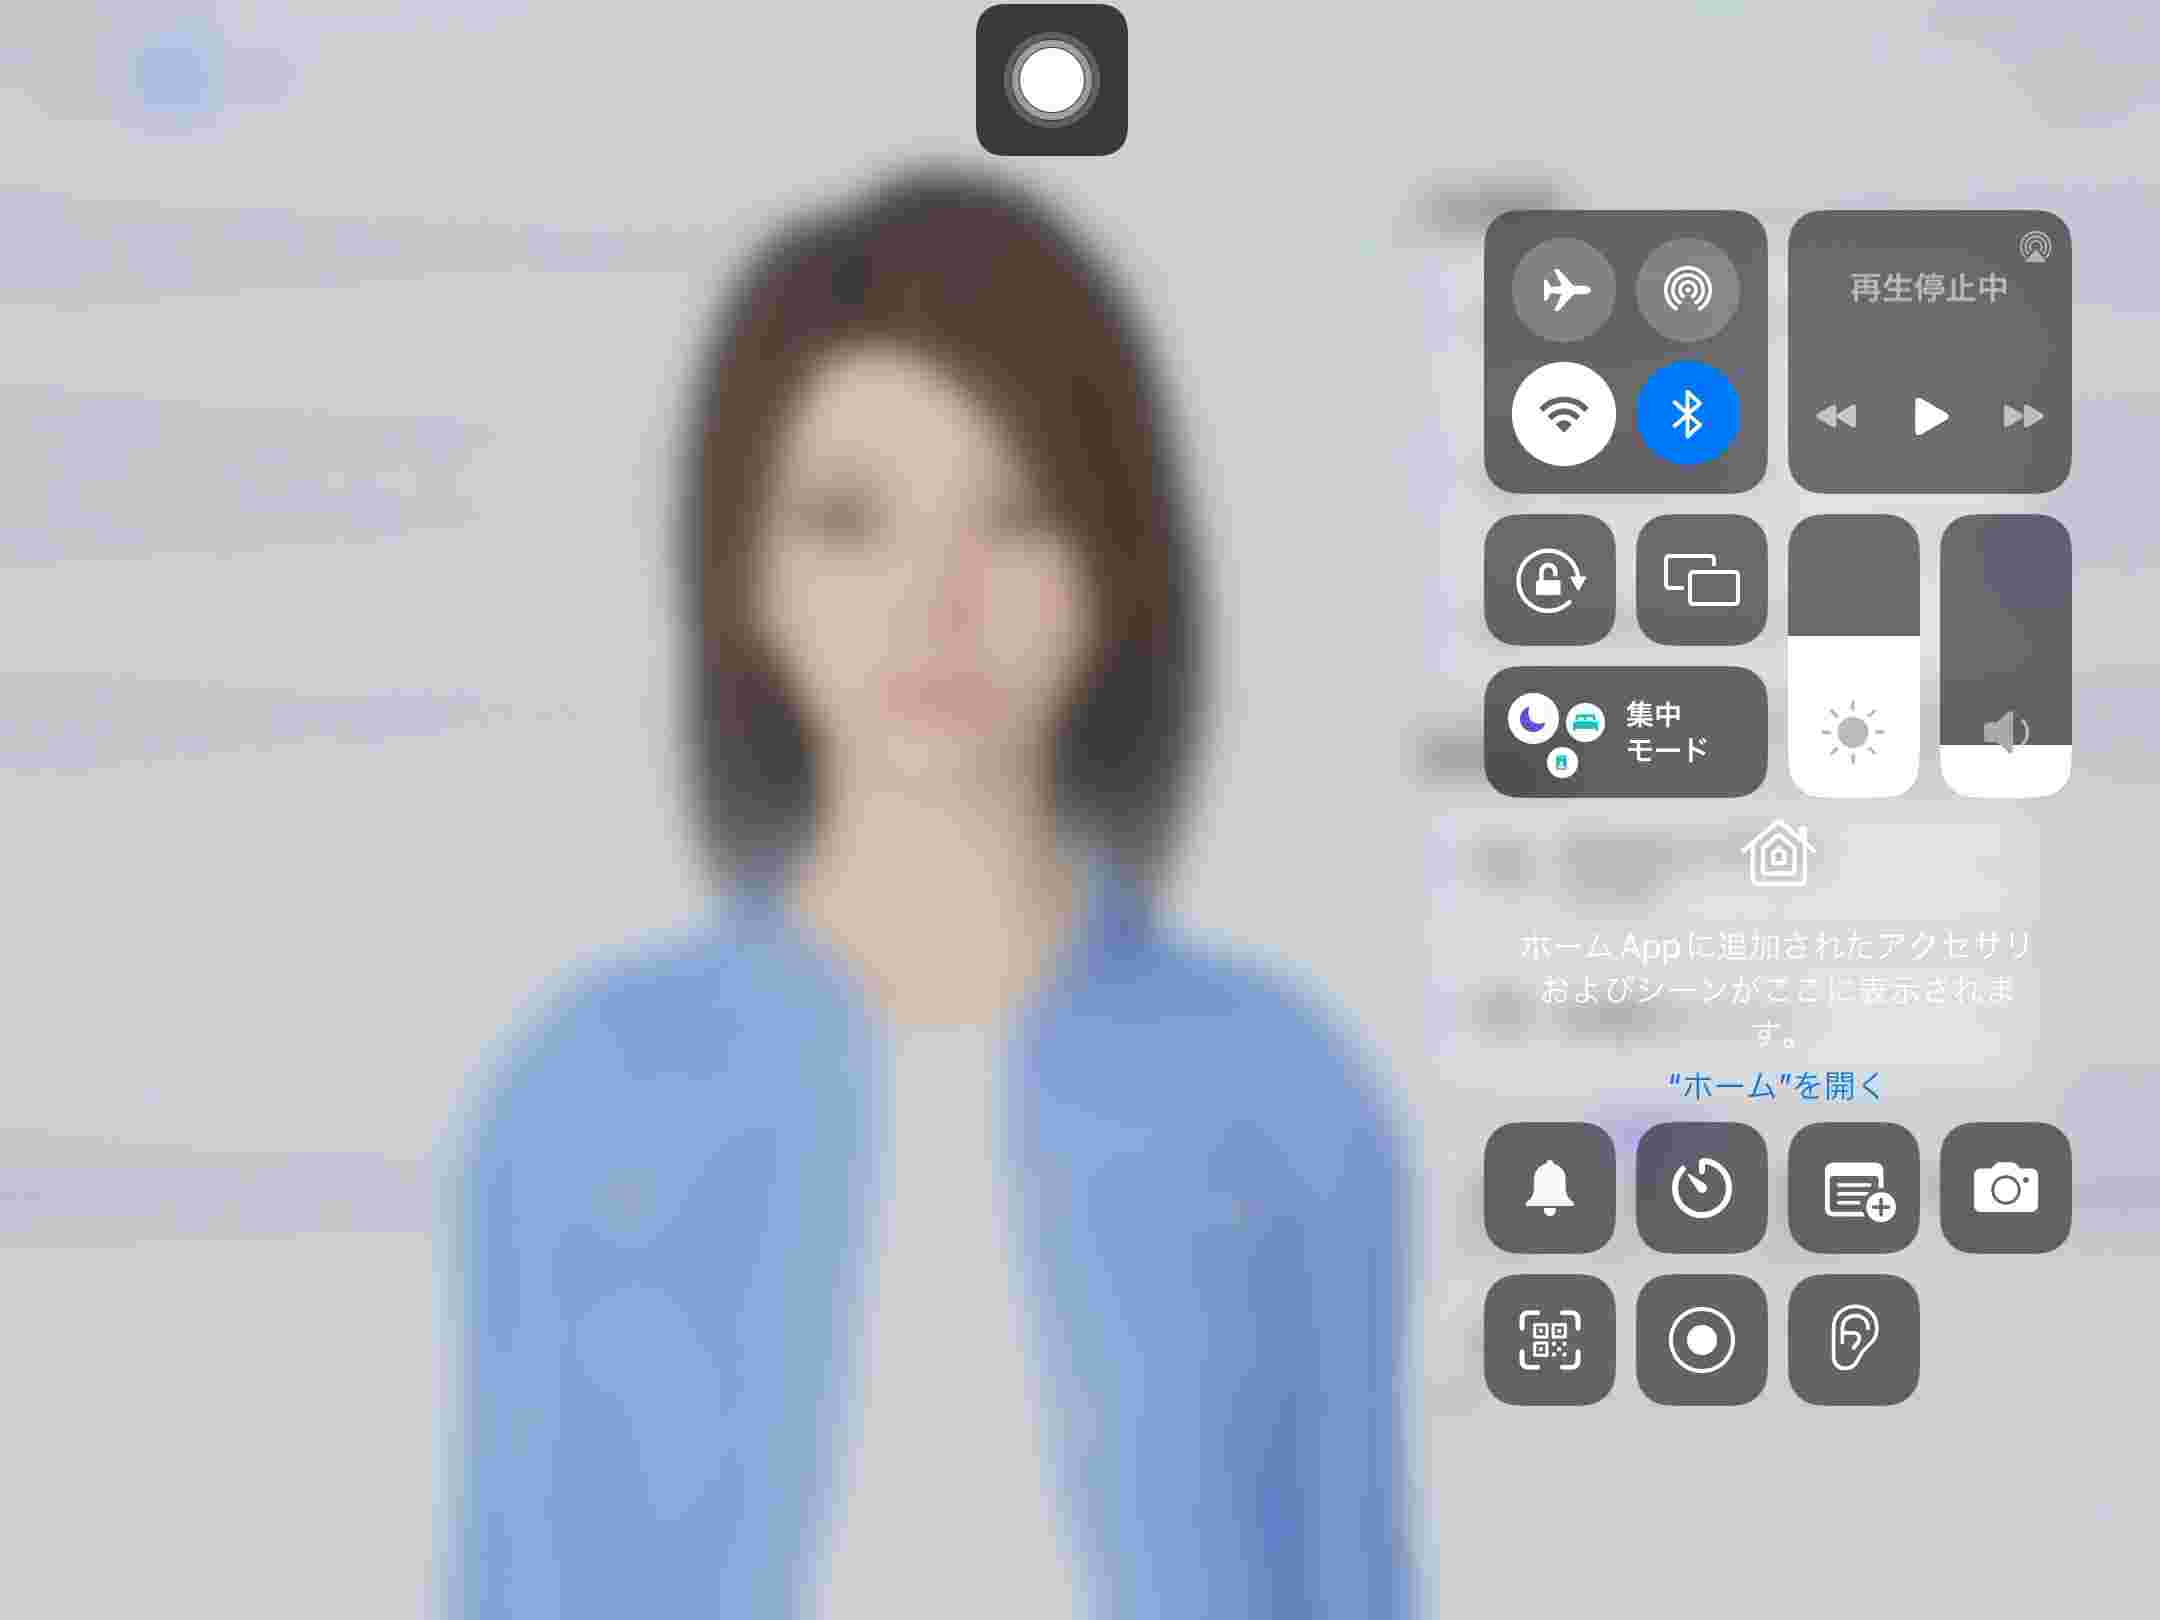 再生停止中
集中
モード
ホーム Appに追加されたアクセサリ
およびシーンがここに表示されま
す。
“ホーム”を開く